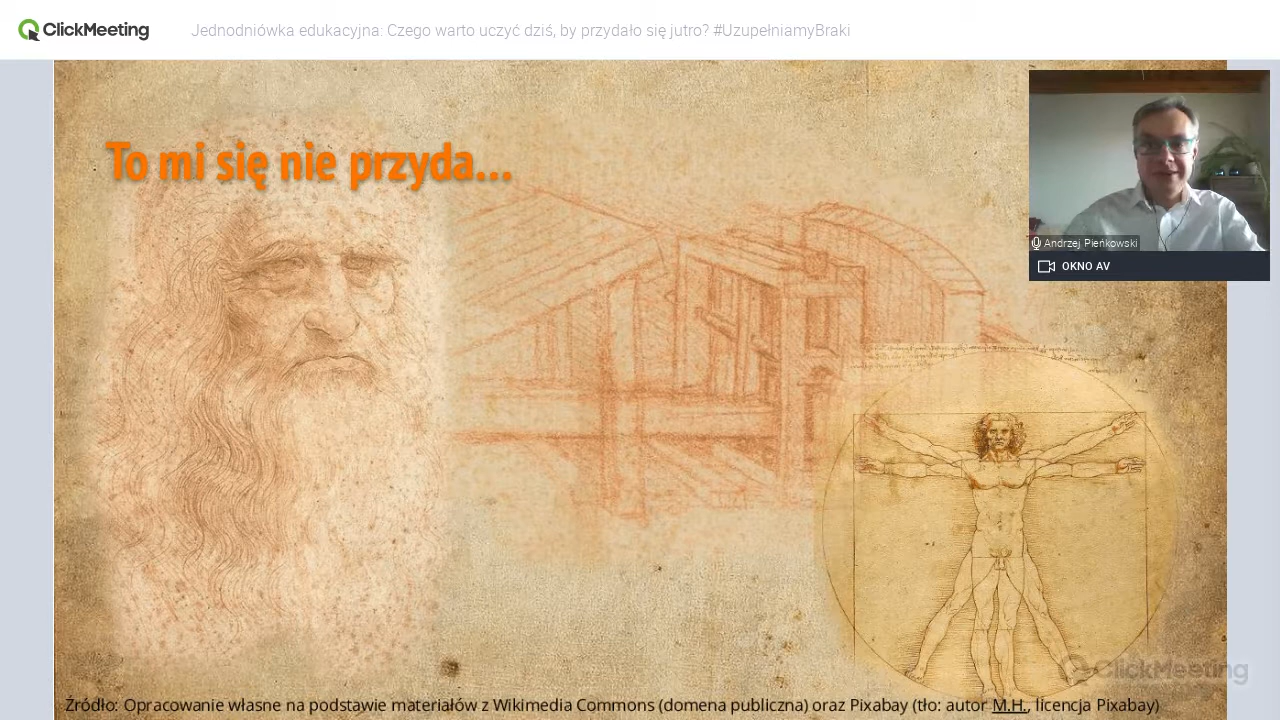 ClickMeeting
Jednodniówka edukacyjna: Czego warto uczyć dziś, by przydało się jutro? #UzupełniamyBraki
To mi się nie przyda...
Andrzej Pieńkowski
OKNO AV
ClickMeeting
Źródło: Opracowanie własne na podstawie materiałów z Wikimedia Commons (domena publiczna) oraz Pixabay (tło: autor M.H., licencja Pixabay)